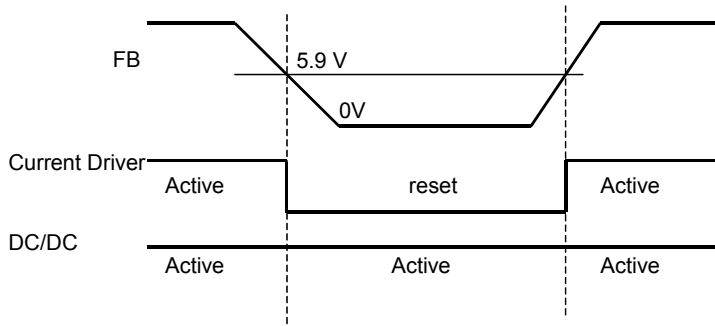 FB
5.9 V
0V
Current Driver
Active reset Active
DC/DC
Active Active Active